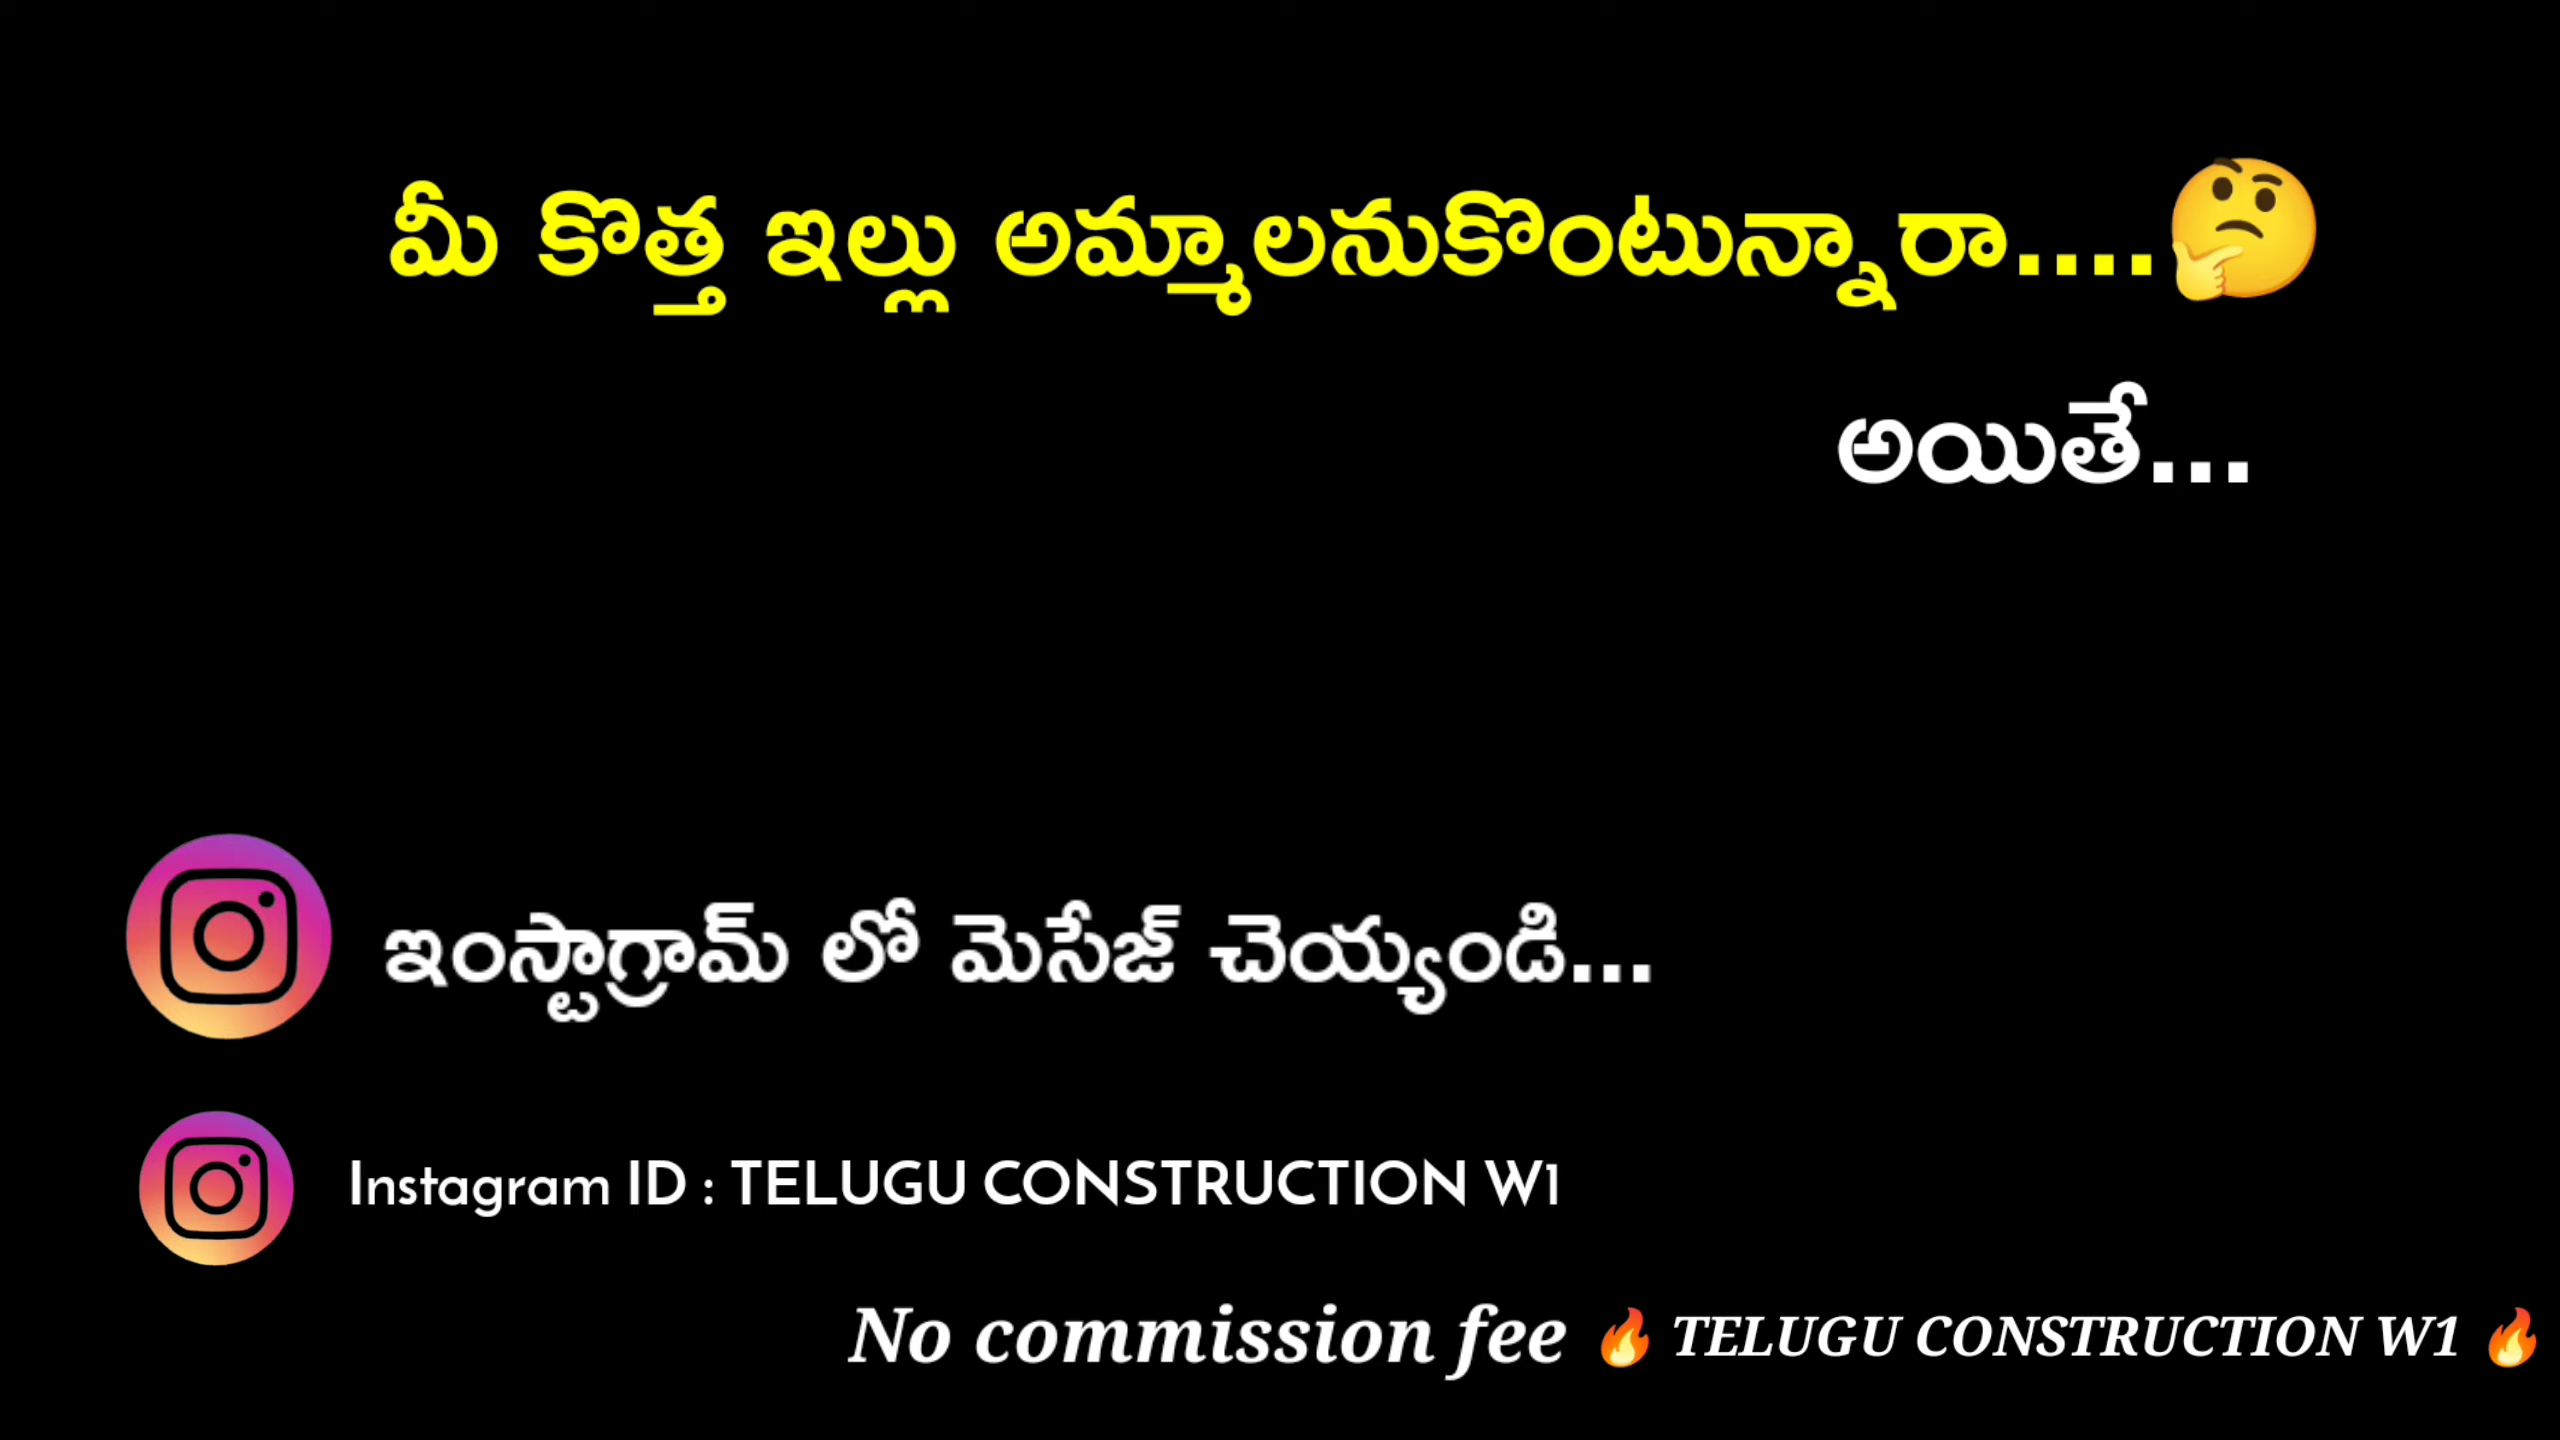 మీ కొత్త ఇల్లు అమ్మాలనుకొంటున్నారా....🤔
అయితే...
ఇంస్టాగ్రామ్ లో మెసేజ్ చెయ్యండి...
Instagram ID : TELUGU CONSTRUCTION W1
No commission fee 🔥 TELUGU CONSTRUCTION W1 🔥